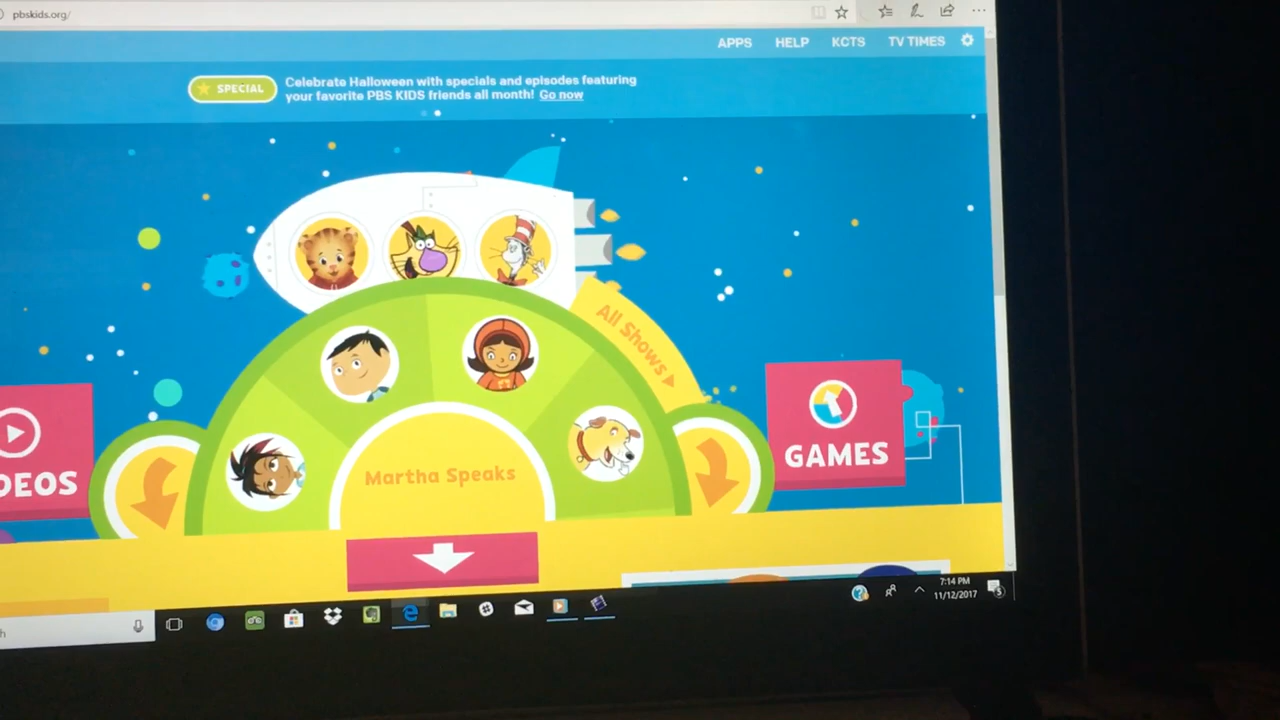 pbskids.org/
APPS HELP KCTS TV TIMES
SPECIAL
Celebrate Halloween with specials and episodes featuring
your favorite PBS KIDS friends all month! Go now
All Shows
DEOS
Martha Speaks
GAMES
7:14 PM
11/12/2017
5
h